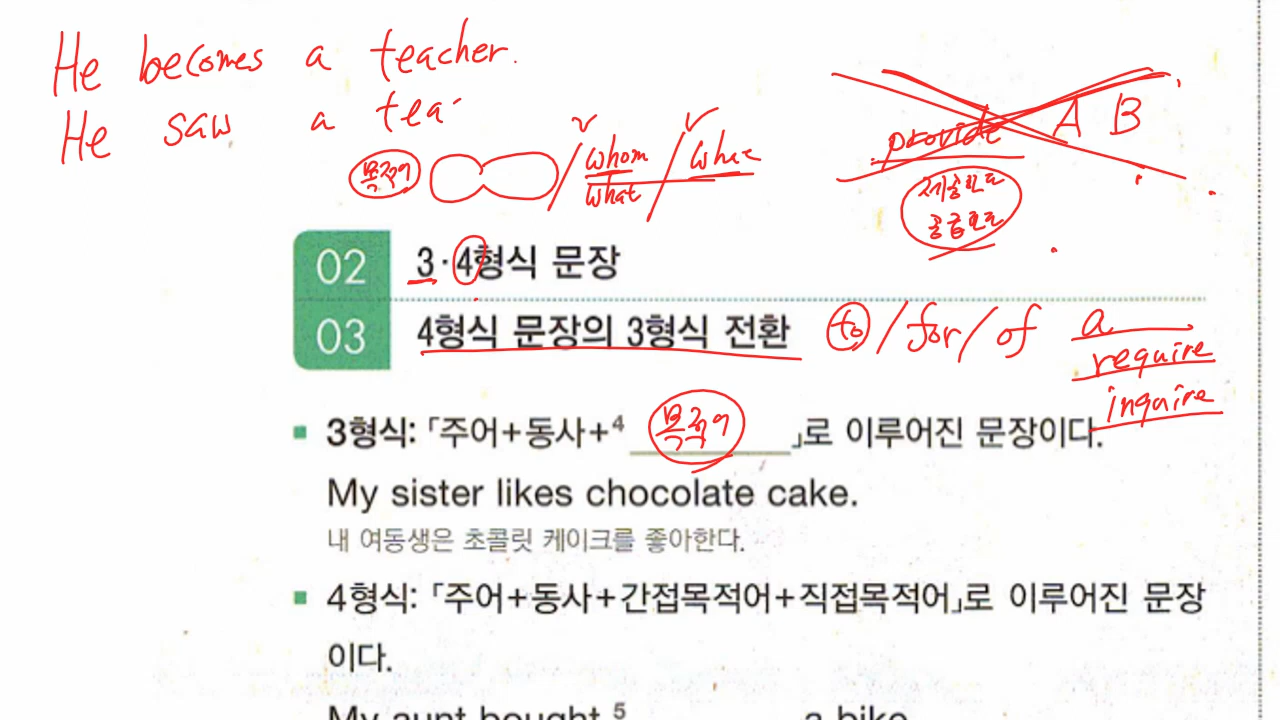 He becomes a teacher.
He saw a tea
provide A B
목적어 / whom / what
what
제공한다
공급한다
02 3·4형식 문장
03 4형식 문장의 3형식 전환 to / for / of a
require
inquire
3형식: 「주어+동사+4 목적어 」로 이루어진 문장이다.
My sister likes chocolate cake.
내 여동생은 초콜릿 케이크를 좋아한다.
4형식: 「주어+동사+간접목적어+직접목적어」로 이루어진 문장
이다.
My aunt bought 5 a bike